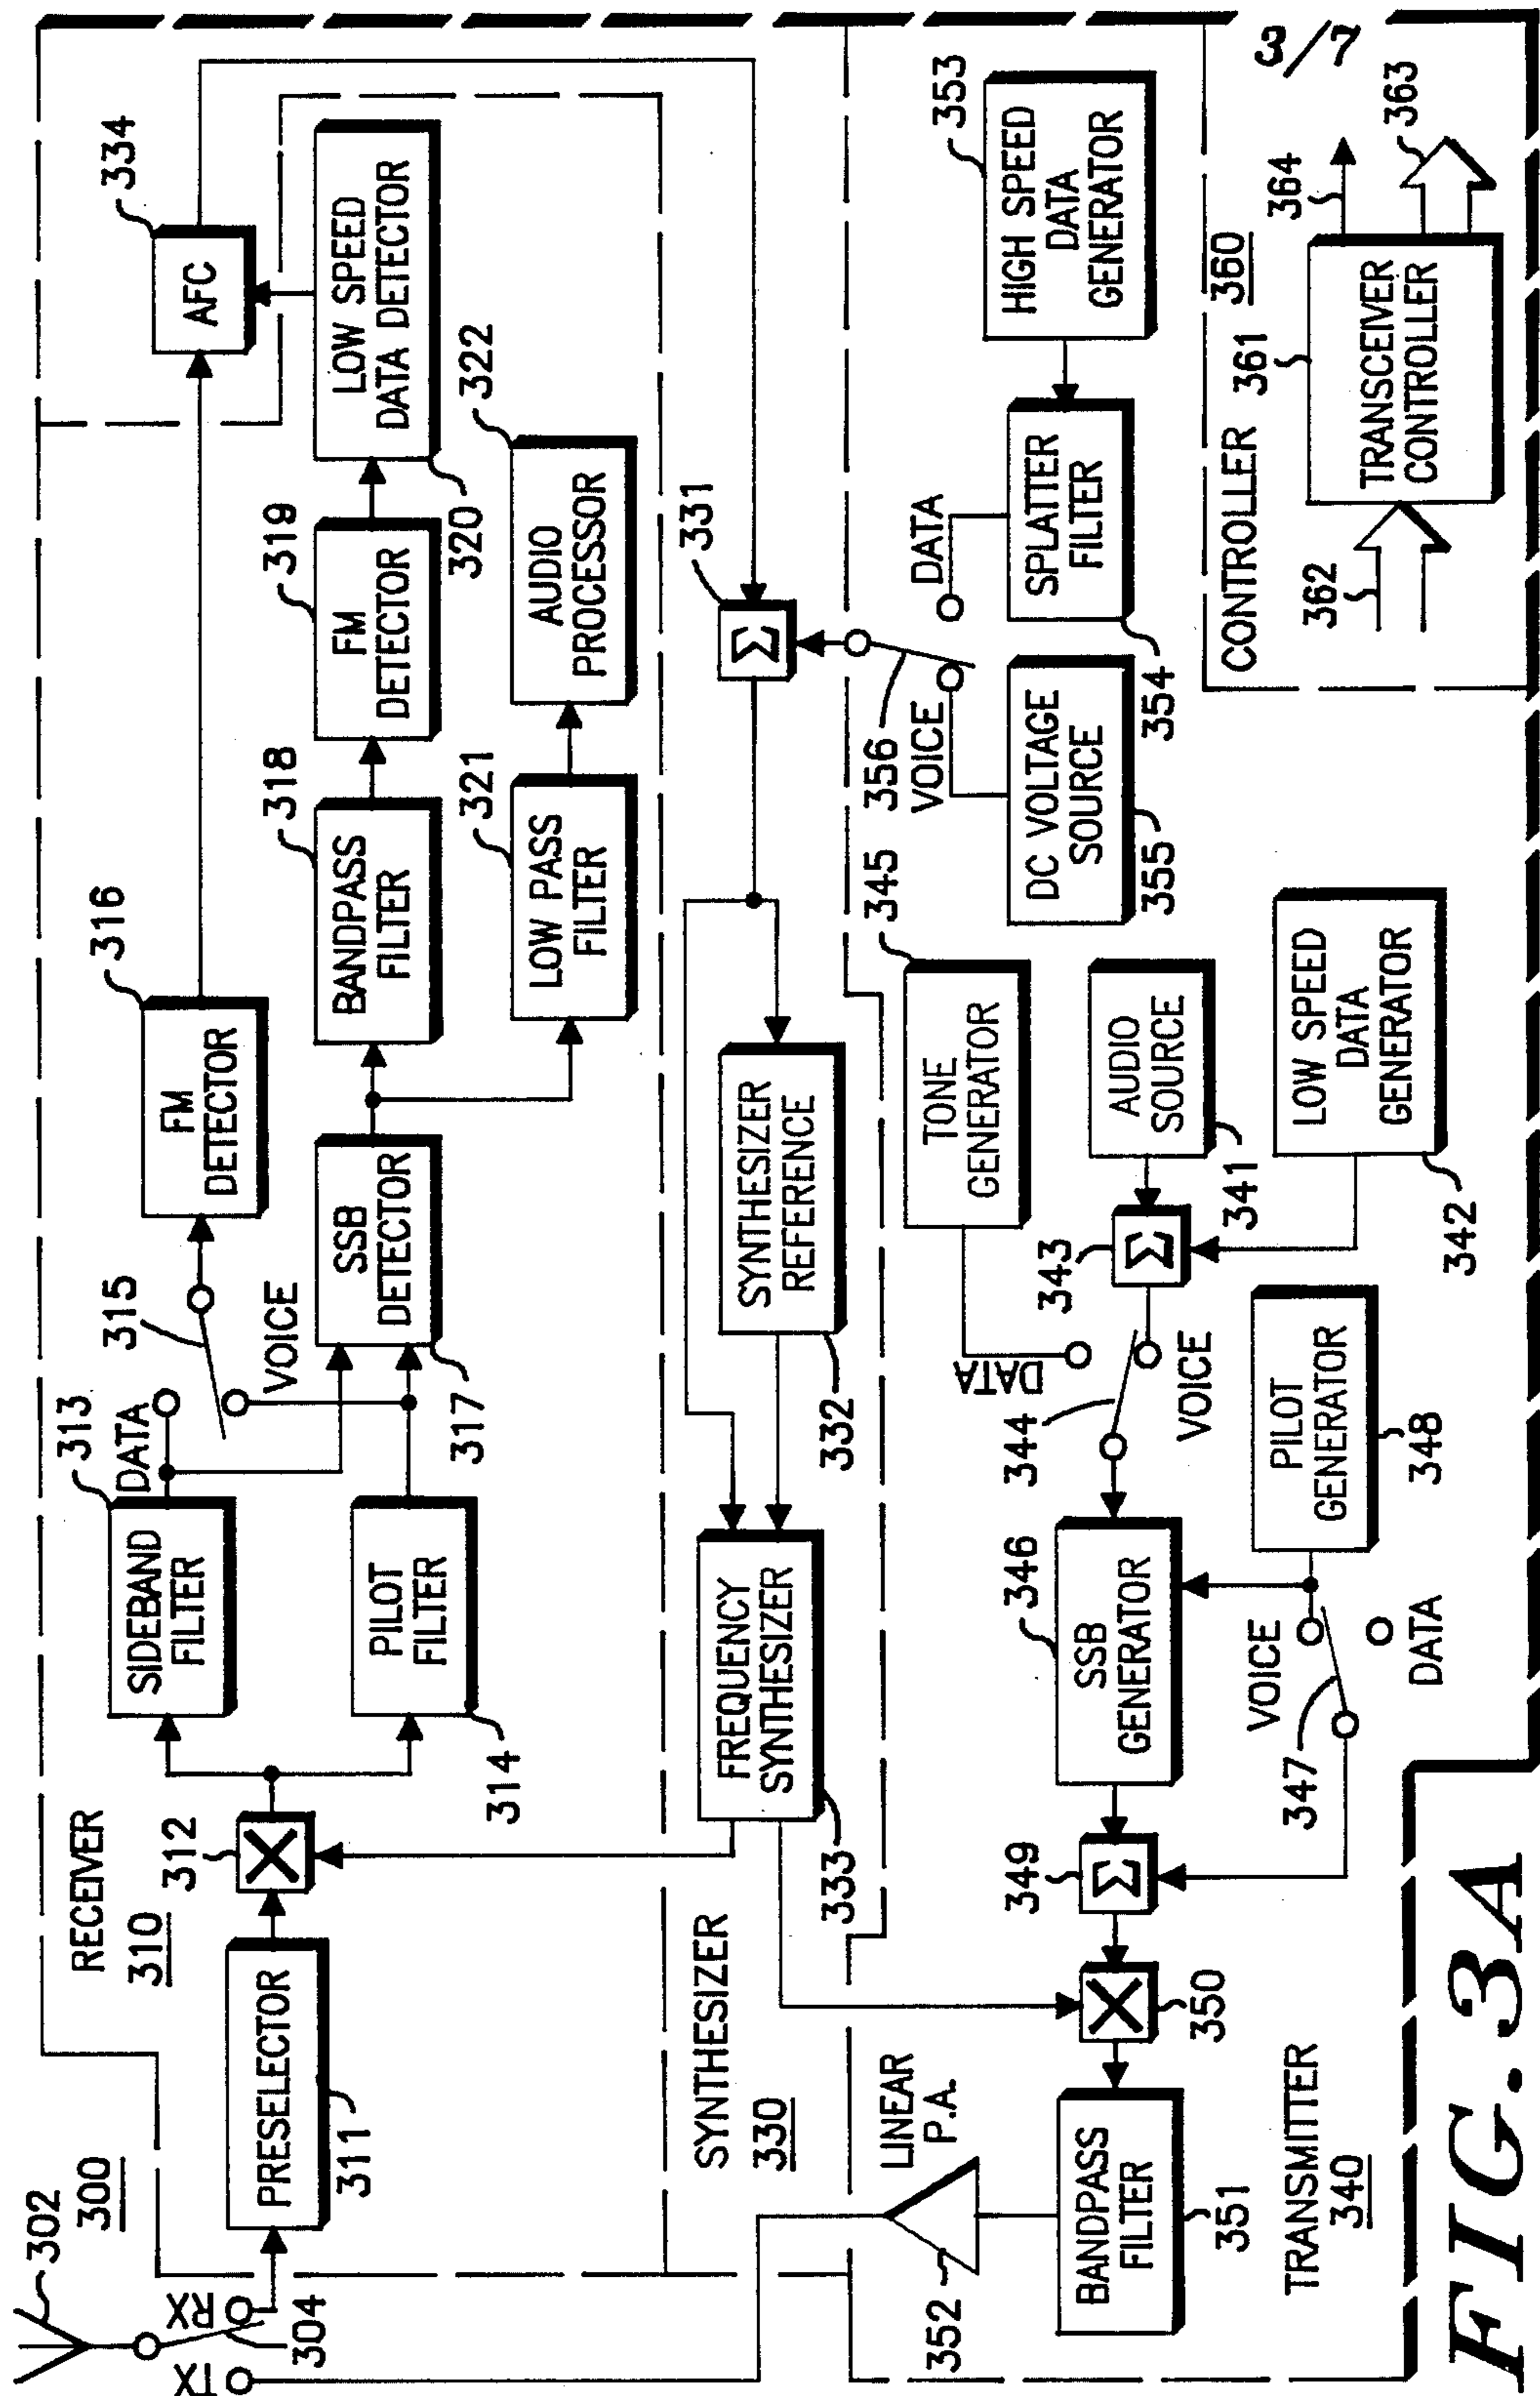 3/7
302
300
TX
RX
304
RECEIVER
310
PRESELECTOR
311
312
SIDEBAND
FILTER
313
PILOT
FILTER
314
DATA
315
VOICE
FM
DETECTOR
316
SSB
DETECTOR
317
BANDPASS
FILTER
318
FM
DETECTOR
319
LOW SPEED
DATA DETECTOR
320
LOW PASS
FILTER
321
AUDIO
PROCESSOR
322
AFC
334
SYNTHESIZER
330
FREQUENCY
SYNTHESIZER
333
SYNTHESIZER
REFERENCE
332
Σ
331
LINEAR
P.A.
352
BANDPASS
FILTER
351
350
Σ
349
SSB
GENERATOR
346
344
DATA
VOICE
TONE
GENERATOR
345
Σ
343
AUDIO
SOURCE
341
LOW SPEED
DATA
GENERATOR
342
PILOT
GENERATOR
348
VOICE
347
DATA
TRANSMITTER
340
356
VOICE
DATA
DC VOLTAGE
SOURCE
355
SPLATTER
FILTER
354
HIGH SPEED
DATA
GENERATOR
353
CONTROLLER
360
361
TRANSCEIVER
CONTROLLER
362
364
363
FIG.3A